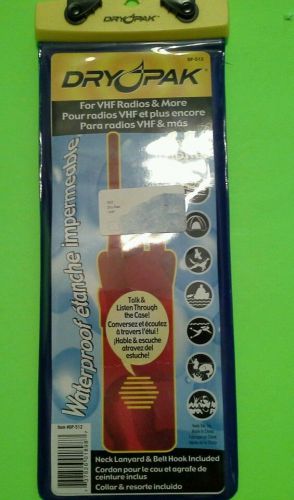 DP-512
DRY PAK
For VHF Radios & More
Pour radios VHF et plus encore
Para radios VHF & más
Waterproof étanche impermeable
Talk &
Listen Through
the Case!
Conversez et écoutez
à travers l'étui !
¡Hable & escuche
através del
estuche!
Item #DP-512
Neck Lanyard & Belt Hook Included
Cordon pour le cou et agrafe de
ceinture inclus
Collar & resorte incluido